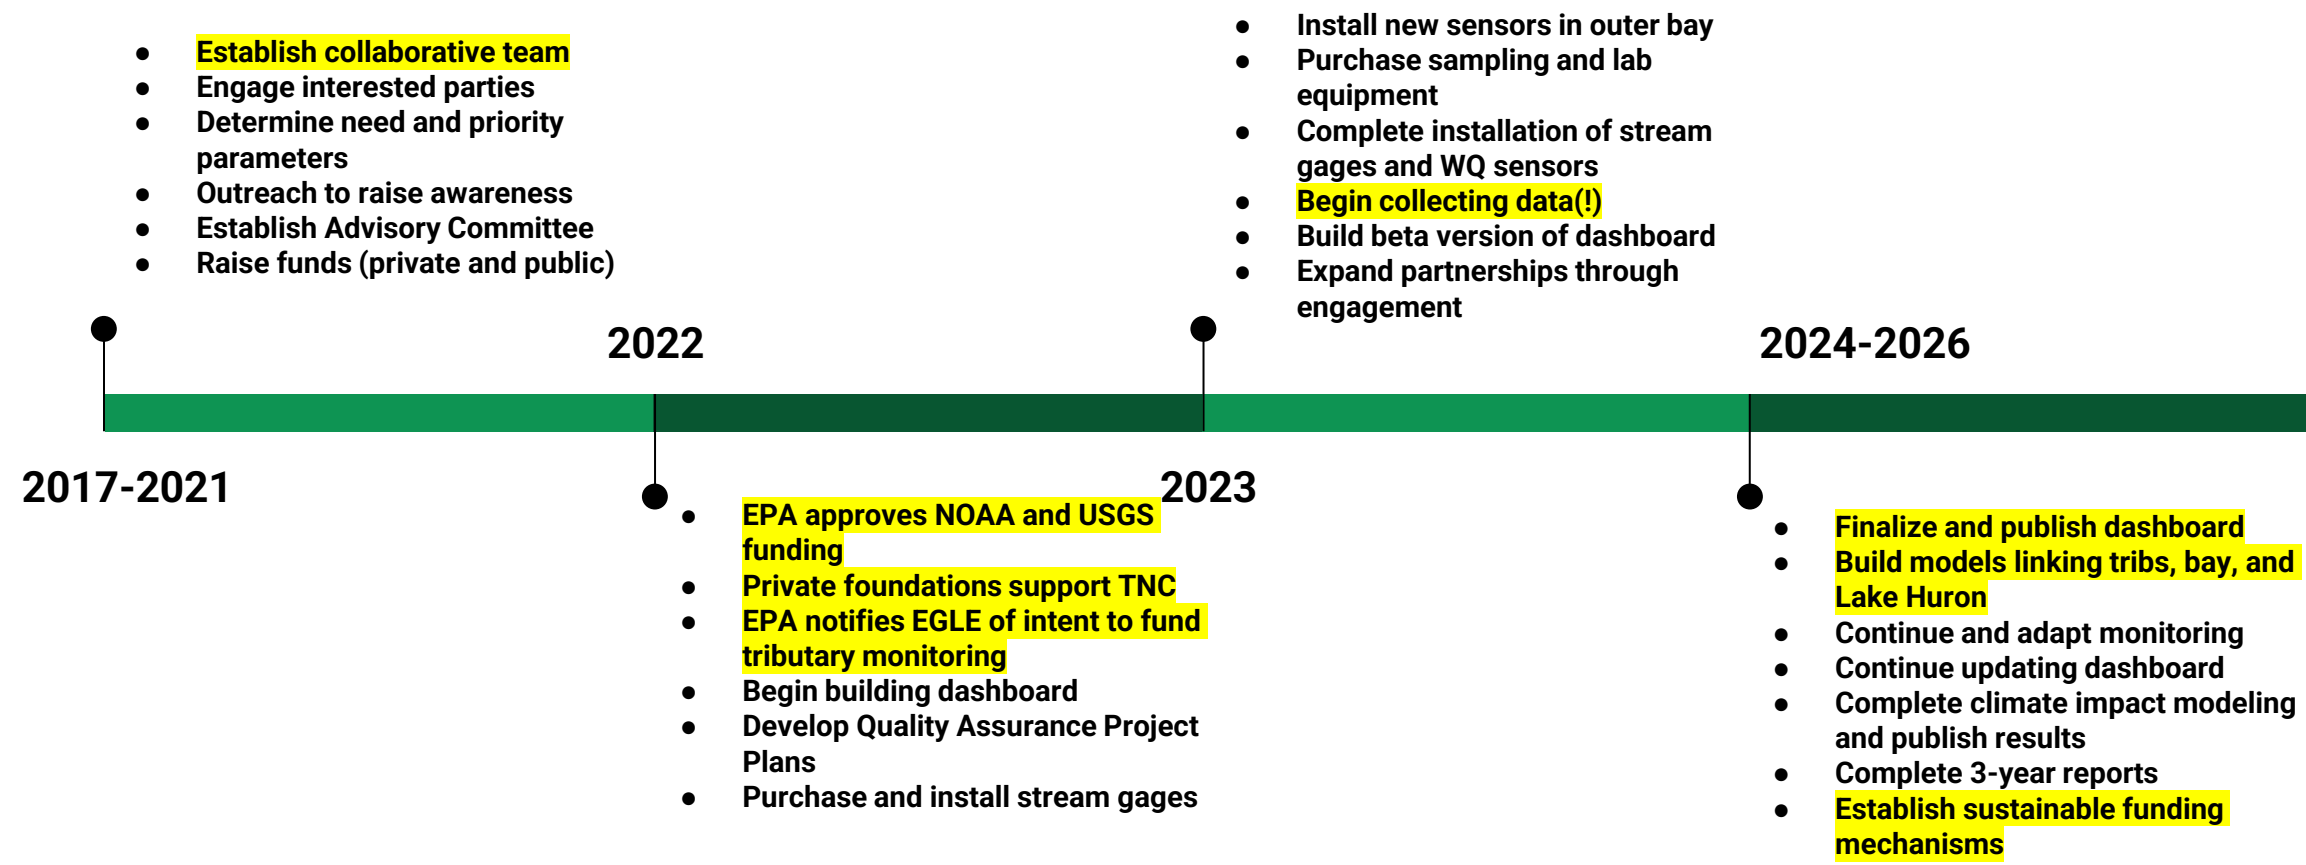 ● Establish collaborative team
● Engage interested parties
● Determine need and priority
parameters
● Outreach to raise awareness
● Establish Advisory Committee
● Raise funds (private and public)
2017-2021
2022
● EPA approves NOAA and USGS
funding
● Private foundations support TNC
● EPA notifies EGLE of intent to fund
tributary monitoring
● Begin building dashboard
● Develop Quality Assurance Project
Plans
● Purchase and install stream gages
● Install new sensors in outer bay
● Purchase sampling and lab
equipment
● Complete installation of stream
gages and WQ sensors
● Begin collecting data(!)
● Build beta version of dashboard
● Expand partnerships through
engagement
2023
2024-2026
● Finalize and publish dashboard
● Build models linking tribs, bay, and
Lake Huron
● Continue and adapt monitoring
● Continue updating dashboard
● Complete climate impact modeling
and publish results
● Complete 3-year reports
● Establish sustainable funding
mechanisms